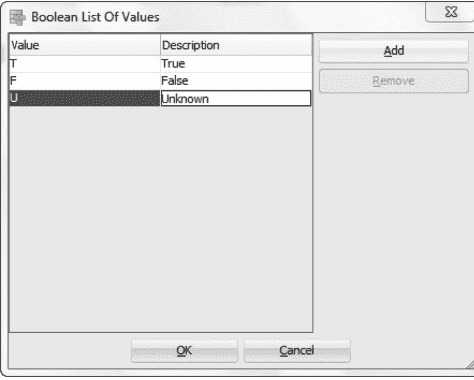 Boolean List Of Values
Value Description
T True
F False
U Unknown
Add
Remove
OK Cancel